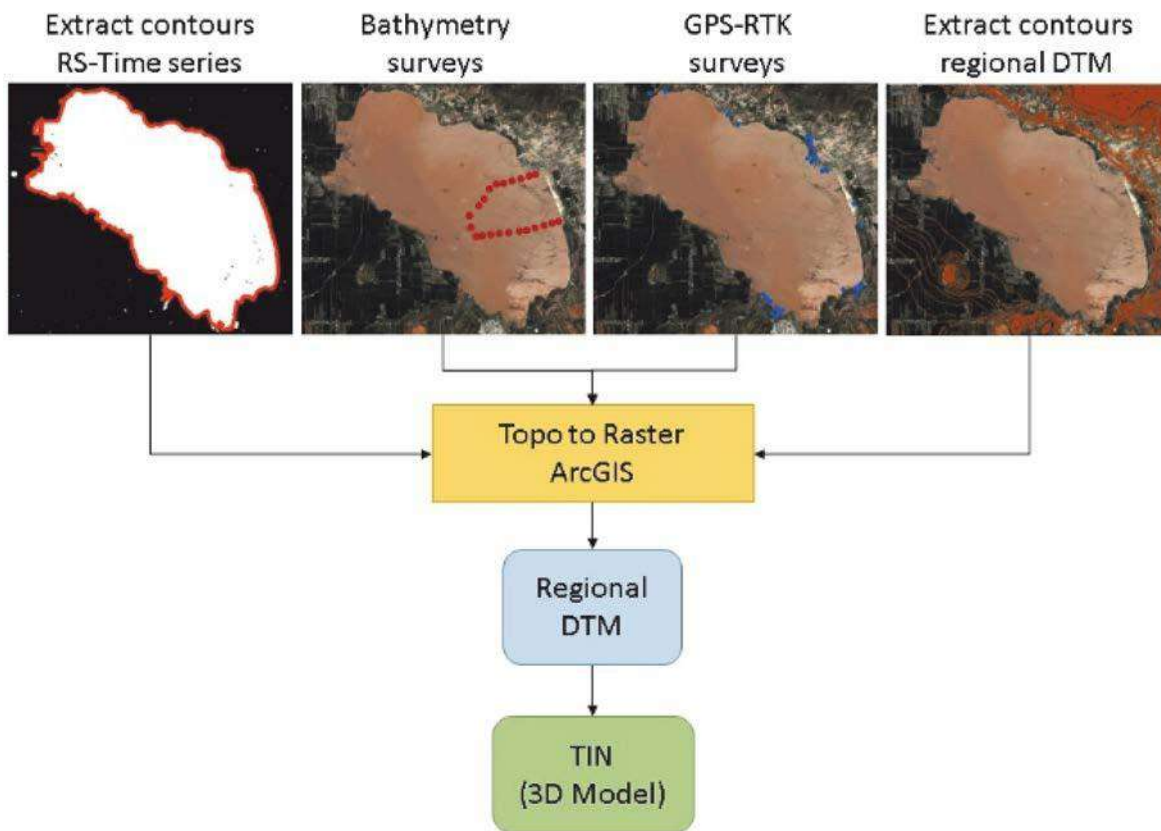 Extract contours
RS-Time series
Bathymetry
surveys
GPS-RTK
surveys
Extract contours
regional DTM
Topo to Raster
ArcGIS
Regional
DTM
TIN
(3D Model)